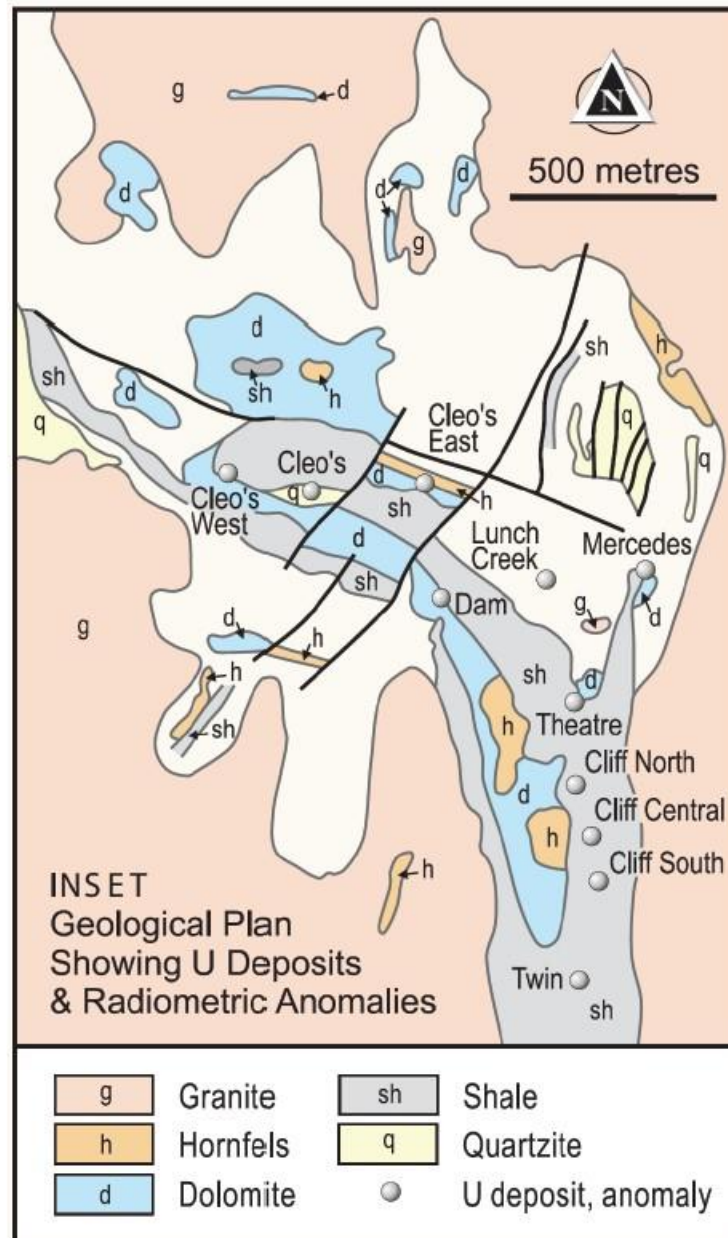 g
d
N
500 metres
d
d
d
g
d
sh
h
sh
h
sh
d
q
Cleo's
East
q
q
Cleo's
Cleo's
West
q
d
sh
h
Lunch
Creek
Mercedes
d
sh
Dam
g
d
g
d
h
h
sh
sh
d
Theatre
h
Cliff North
d
Cliff Central
h
Cliff South
h
INSET
Geological Plan
Showing U Deposits
& Radiometric Anomalies
Twin
sh
g Granite
sh Shale
h Hornfels
q Quartzite
d Dolomite
U deposit, anomaly